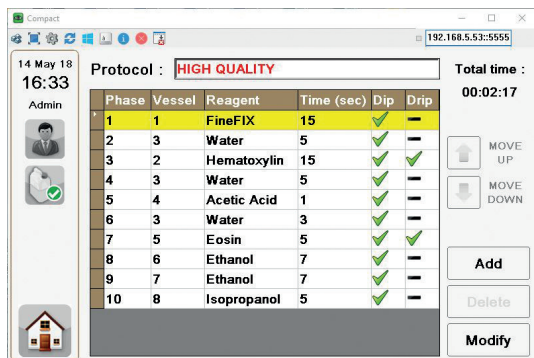 Compact
192.168.5.53::5555
14 May 18
16:33
Admin
Protocol : HIGH QUALITY
Total time :
00:02:17
Phase Vessel Reagent Time (sec) Dip Drip
1 1 FineFIX 15
2 3 Water 5
3 2 Hematoxylin 15
4 3 Water 5
5 4 Acetic Acid 1
6 3 Water 3
7 5 Eosin 5
8 6 Ethanol 7
9 7 Ethanol 7
10 8 Isopropanol 5
MOVE
UP
MOVE
DOWN
Add
Delete
Modify